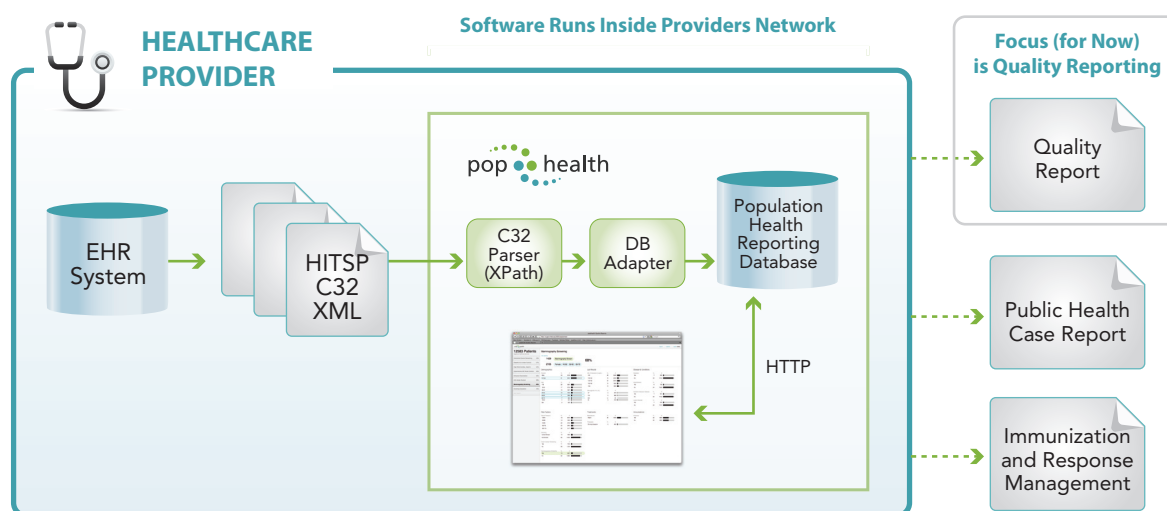 HEALTHCARE
PROVIDER
Software Runs Inside Providers Network
Focus (for Now)
is Quality Reporting
pop health
EHR
System
HITSP
C32
XML
C32
Parser
(XPath)
DB
Adapter
Population
Health
Reporting
Database
HTTP
Quality
Report
Public Health
Case Report
Immunization
and Response
Management